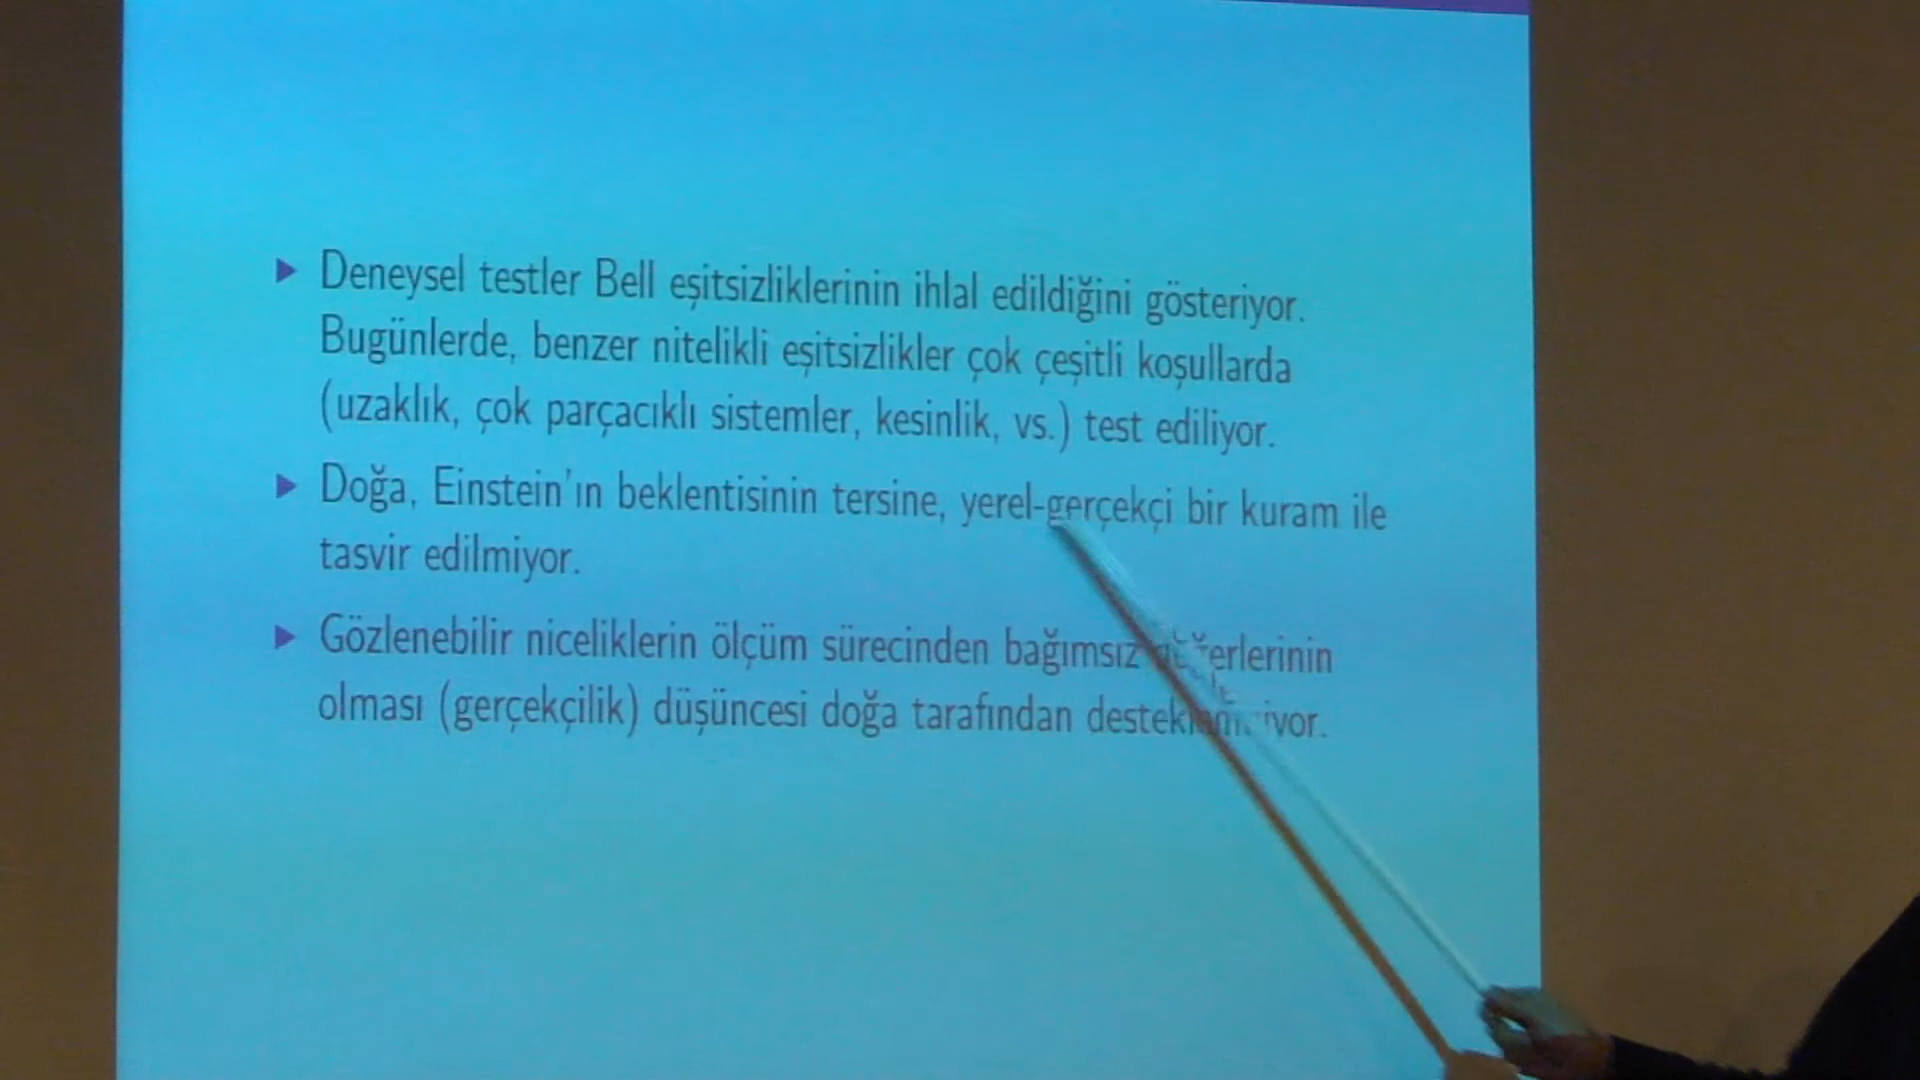 Deneysel testler Bell eşitsizliklerinin ihlal edildiğini gösteriyor.
Bugünlerde, benzer nitelikli eşitsizlikler çok çeşitli koşullarda
(uzaklık, çok parçacıklı sistemler, kesinlik, vs.) test ediliyor.
Doğa, Einstein'ın beklentisinin tersine, yerel-gerçekçi bir kuram ile
tasvir edilmiyor.
Gözlenebilir niceliklerin ölçüm sürecinden bağımsız
olması (gerçekçilik) düşüncesi doğa tarafından